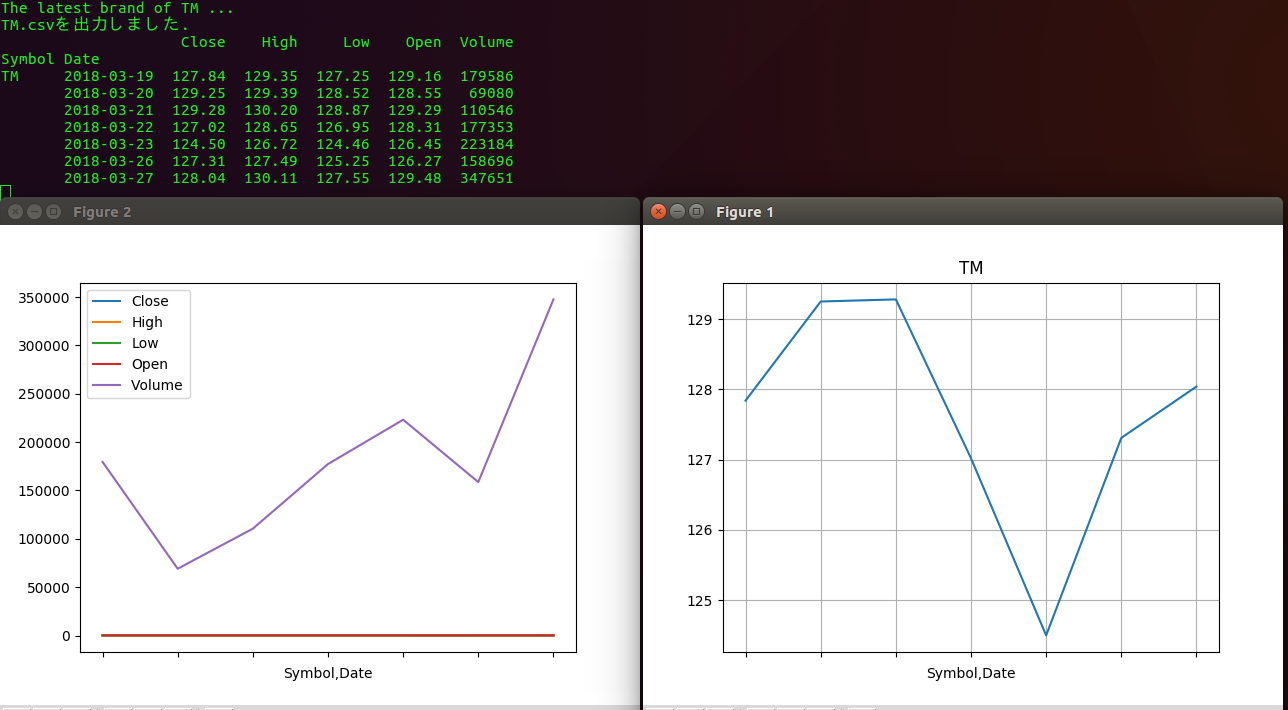 The latest brand of TM ...
TM.csvを出力しました.
Close High Low Open Volume
Symbol Date
TM 2018-03-19 127.84 129.35 127.25 129.16 179586
2018-03-20 129.25 129.39 128.52 128.55 69080
2018-03-21 129.28 130.20 128.87 129.29 110546
2018-03-22 127.02 128.65 126.95 128.31 177353
2018-03-23 124.50 126.72 124.46 126.45 223184
2018-03-26 127.31 127.49 125.25 126.27 158696
2018-03-27 128.04 130.11 127.55 129.48 347651
Figure 2
350000
300000
250000
200000
150000
100000
50000
0
Close
High
Low
Open
Volume
Symbol,Date
Figure 1
TM
129
128
127
126
125
Symbol,Date